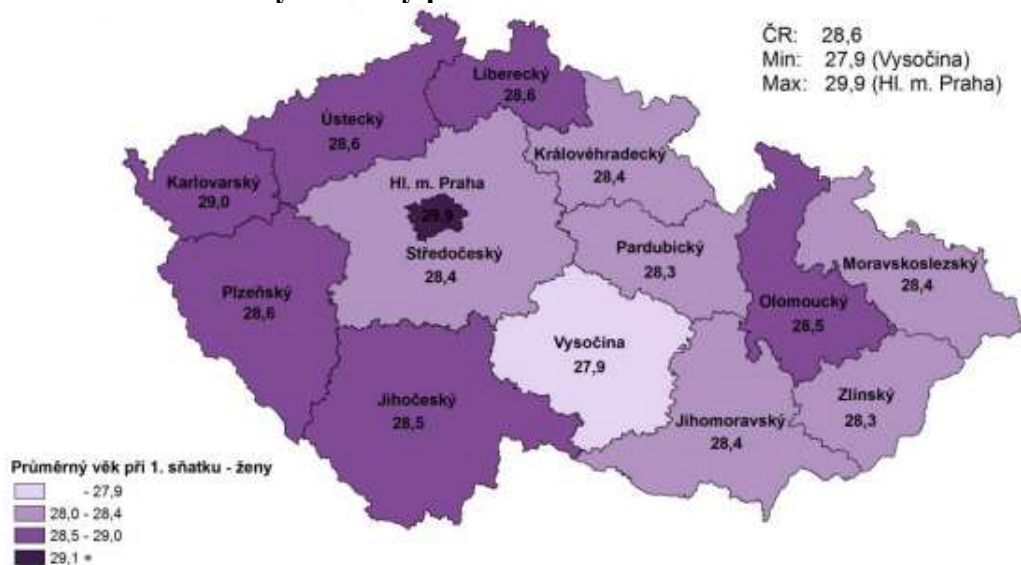 ČR: 28,6
Min: 27,9 (Vysočina)
Max: 29,9 (Hl. m. Praha)
Liberecký
28,6
Ústecký
28,6
Královéhradecký
28,4
Karlovarský
29,0
Hl. m. Praha
29,9
Středočeský
28,4
Pardubický
28,3
Moravskoslezský
28,4
Plzeňský
28,6
Olomoucký
28,5
Vysočina
27,9
Jihočeský
28,5
Jihomoravský
28,4
Zlínský
28,3
Průměrný věk při 1. sňatku - ženy
- 27,9
28,0 - 28,4
28,5 - 29,0
29,1 +